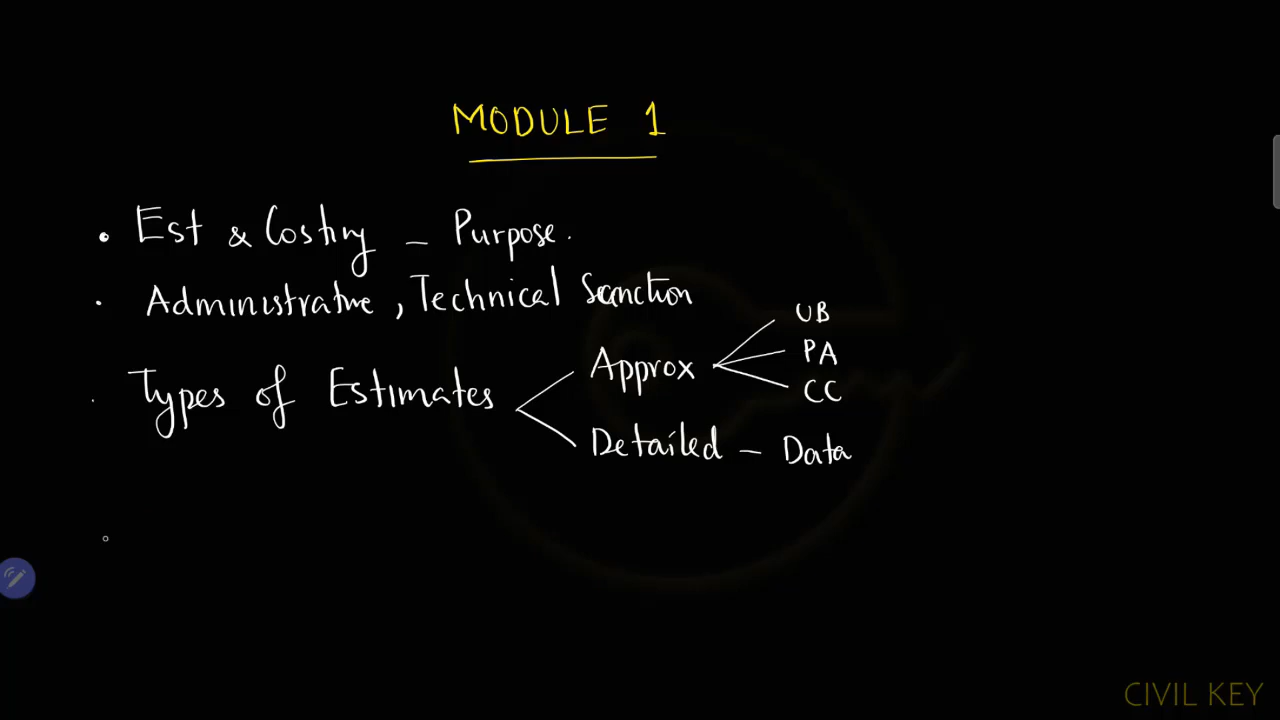 MODULE 1
• Est & Costing – Purpose.
• Administrative, Technical Sanction
UB
Approx
PA
CC
. Types of Estimates
Detailed – Data
CIVIL KEY